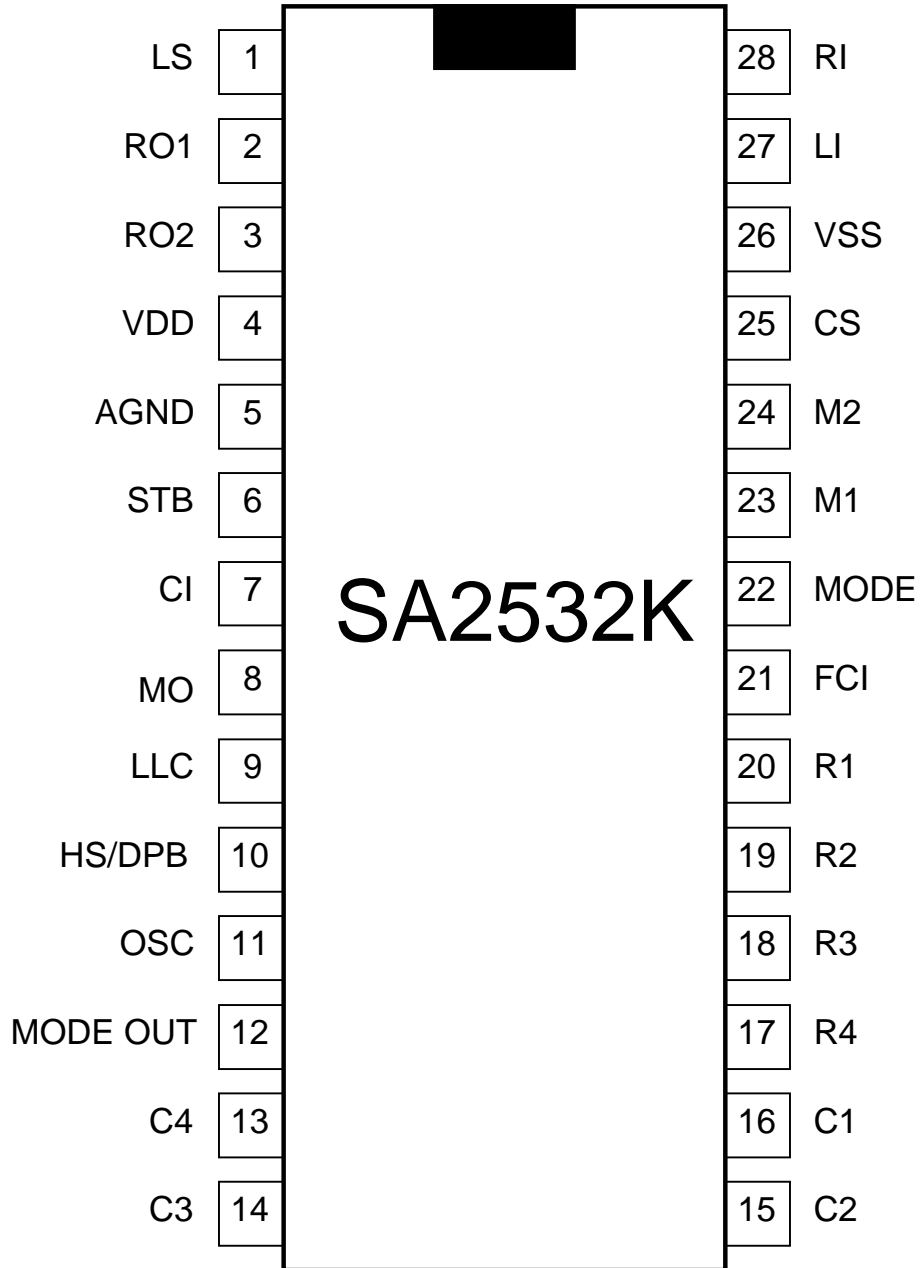 LS 1 28 RI
RO1 2 27 LI
RO2 3 26 VSS
VDD 4 25 CS
AGND 5 24 M2
STB 6 23 M1
CI 7 22 MODE
SA2532K
MO 8 21 FCI
LLC 9 20 R1
HS/DPB 10 19 R2
OSC 11 18 R3
MODE OUT 12 17 R4
C4 13 16 C1
C3 14 15 C2